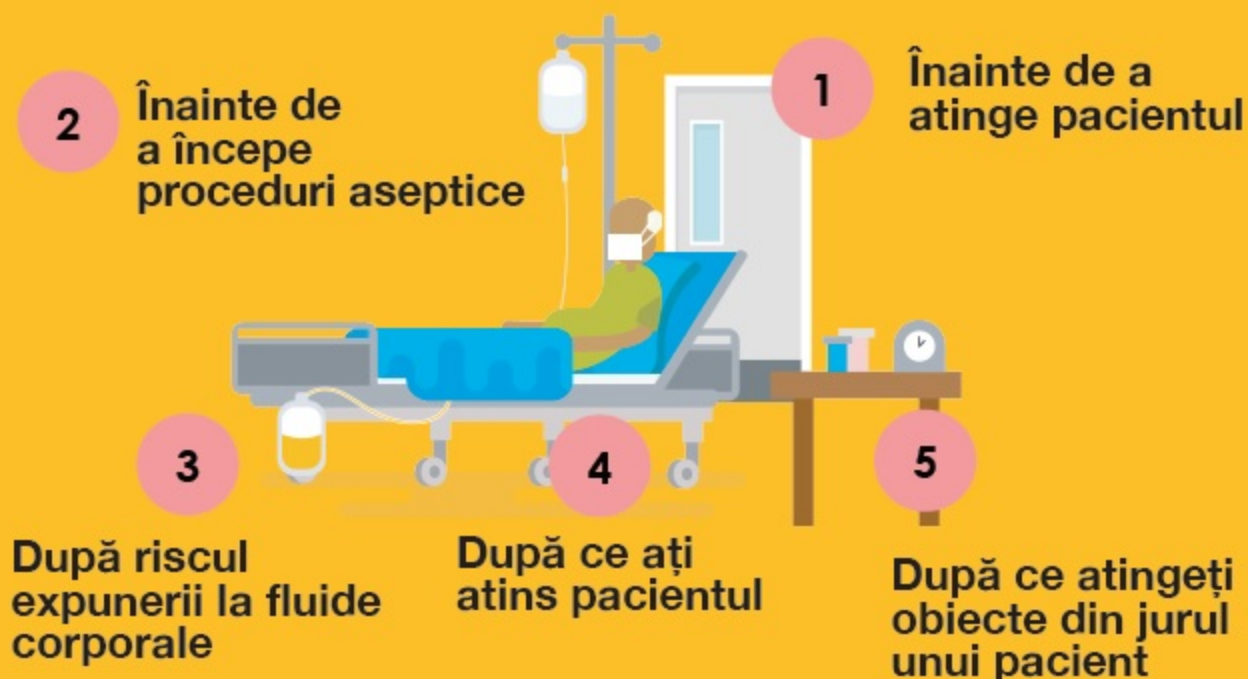 1
Înainte de a
atinge pacientul
2
Înainte de
a începe
proceduri aseptice
3
După riscul
expunerii la fluide
corporale
4
După ce ați
atins pacientul
5
După ce atingeți
obiecte din jurul
unui pacient